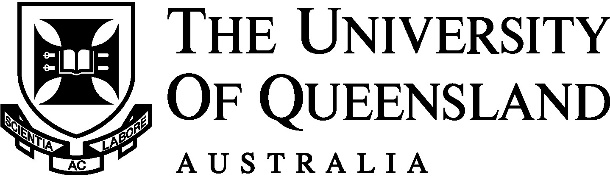 THE UNIVERSITY
OF QUEENSLAND
AUSTRALIA
SCIENTIA
AC
LABORE